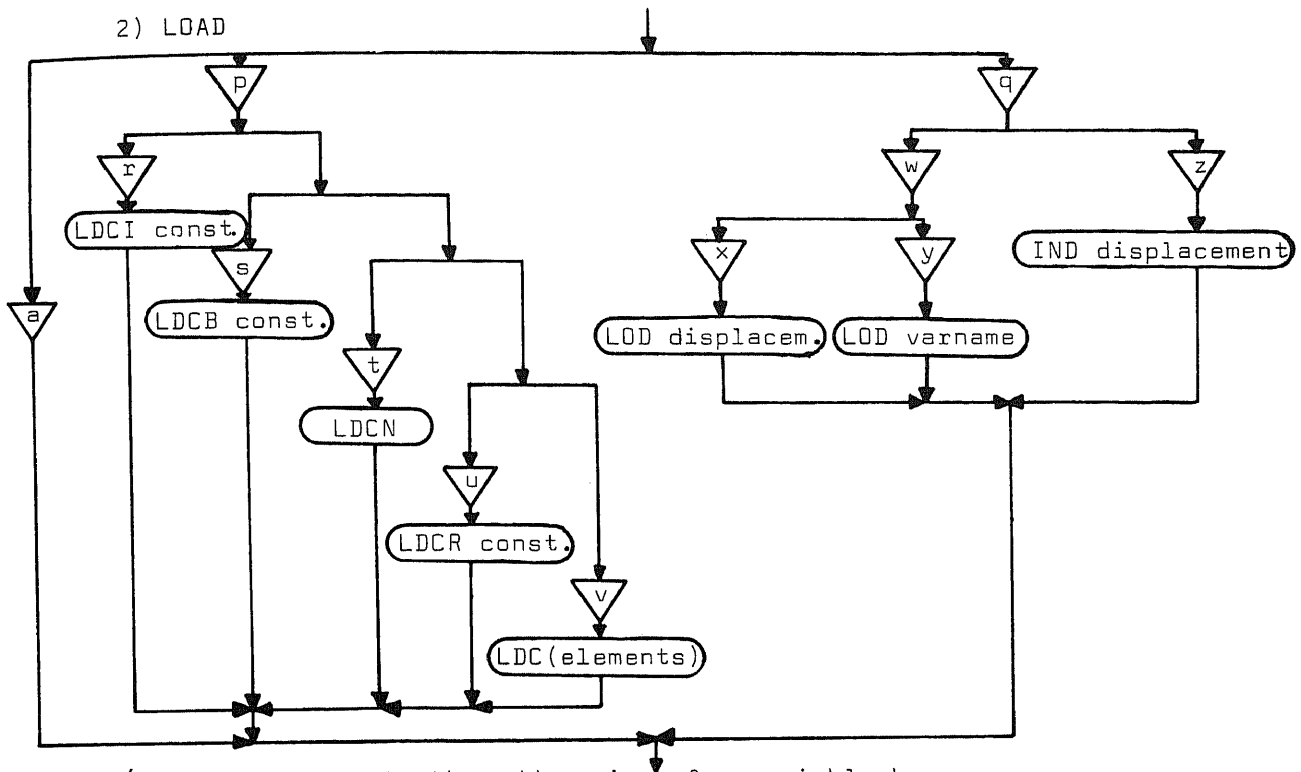 2) LOAD
p
q
r
w
z
LDCI const.
s
x
y
IND displacement
a
LDCB const.
LOD displacem.
LOD varname
t
LDCN
u
LDCR const.
v
LDC(elements)